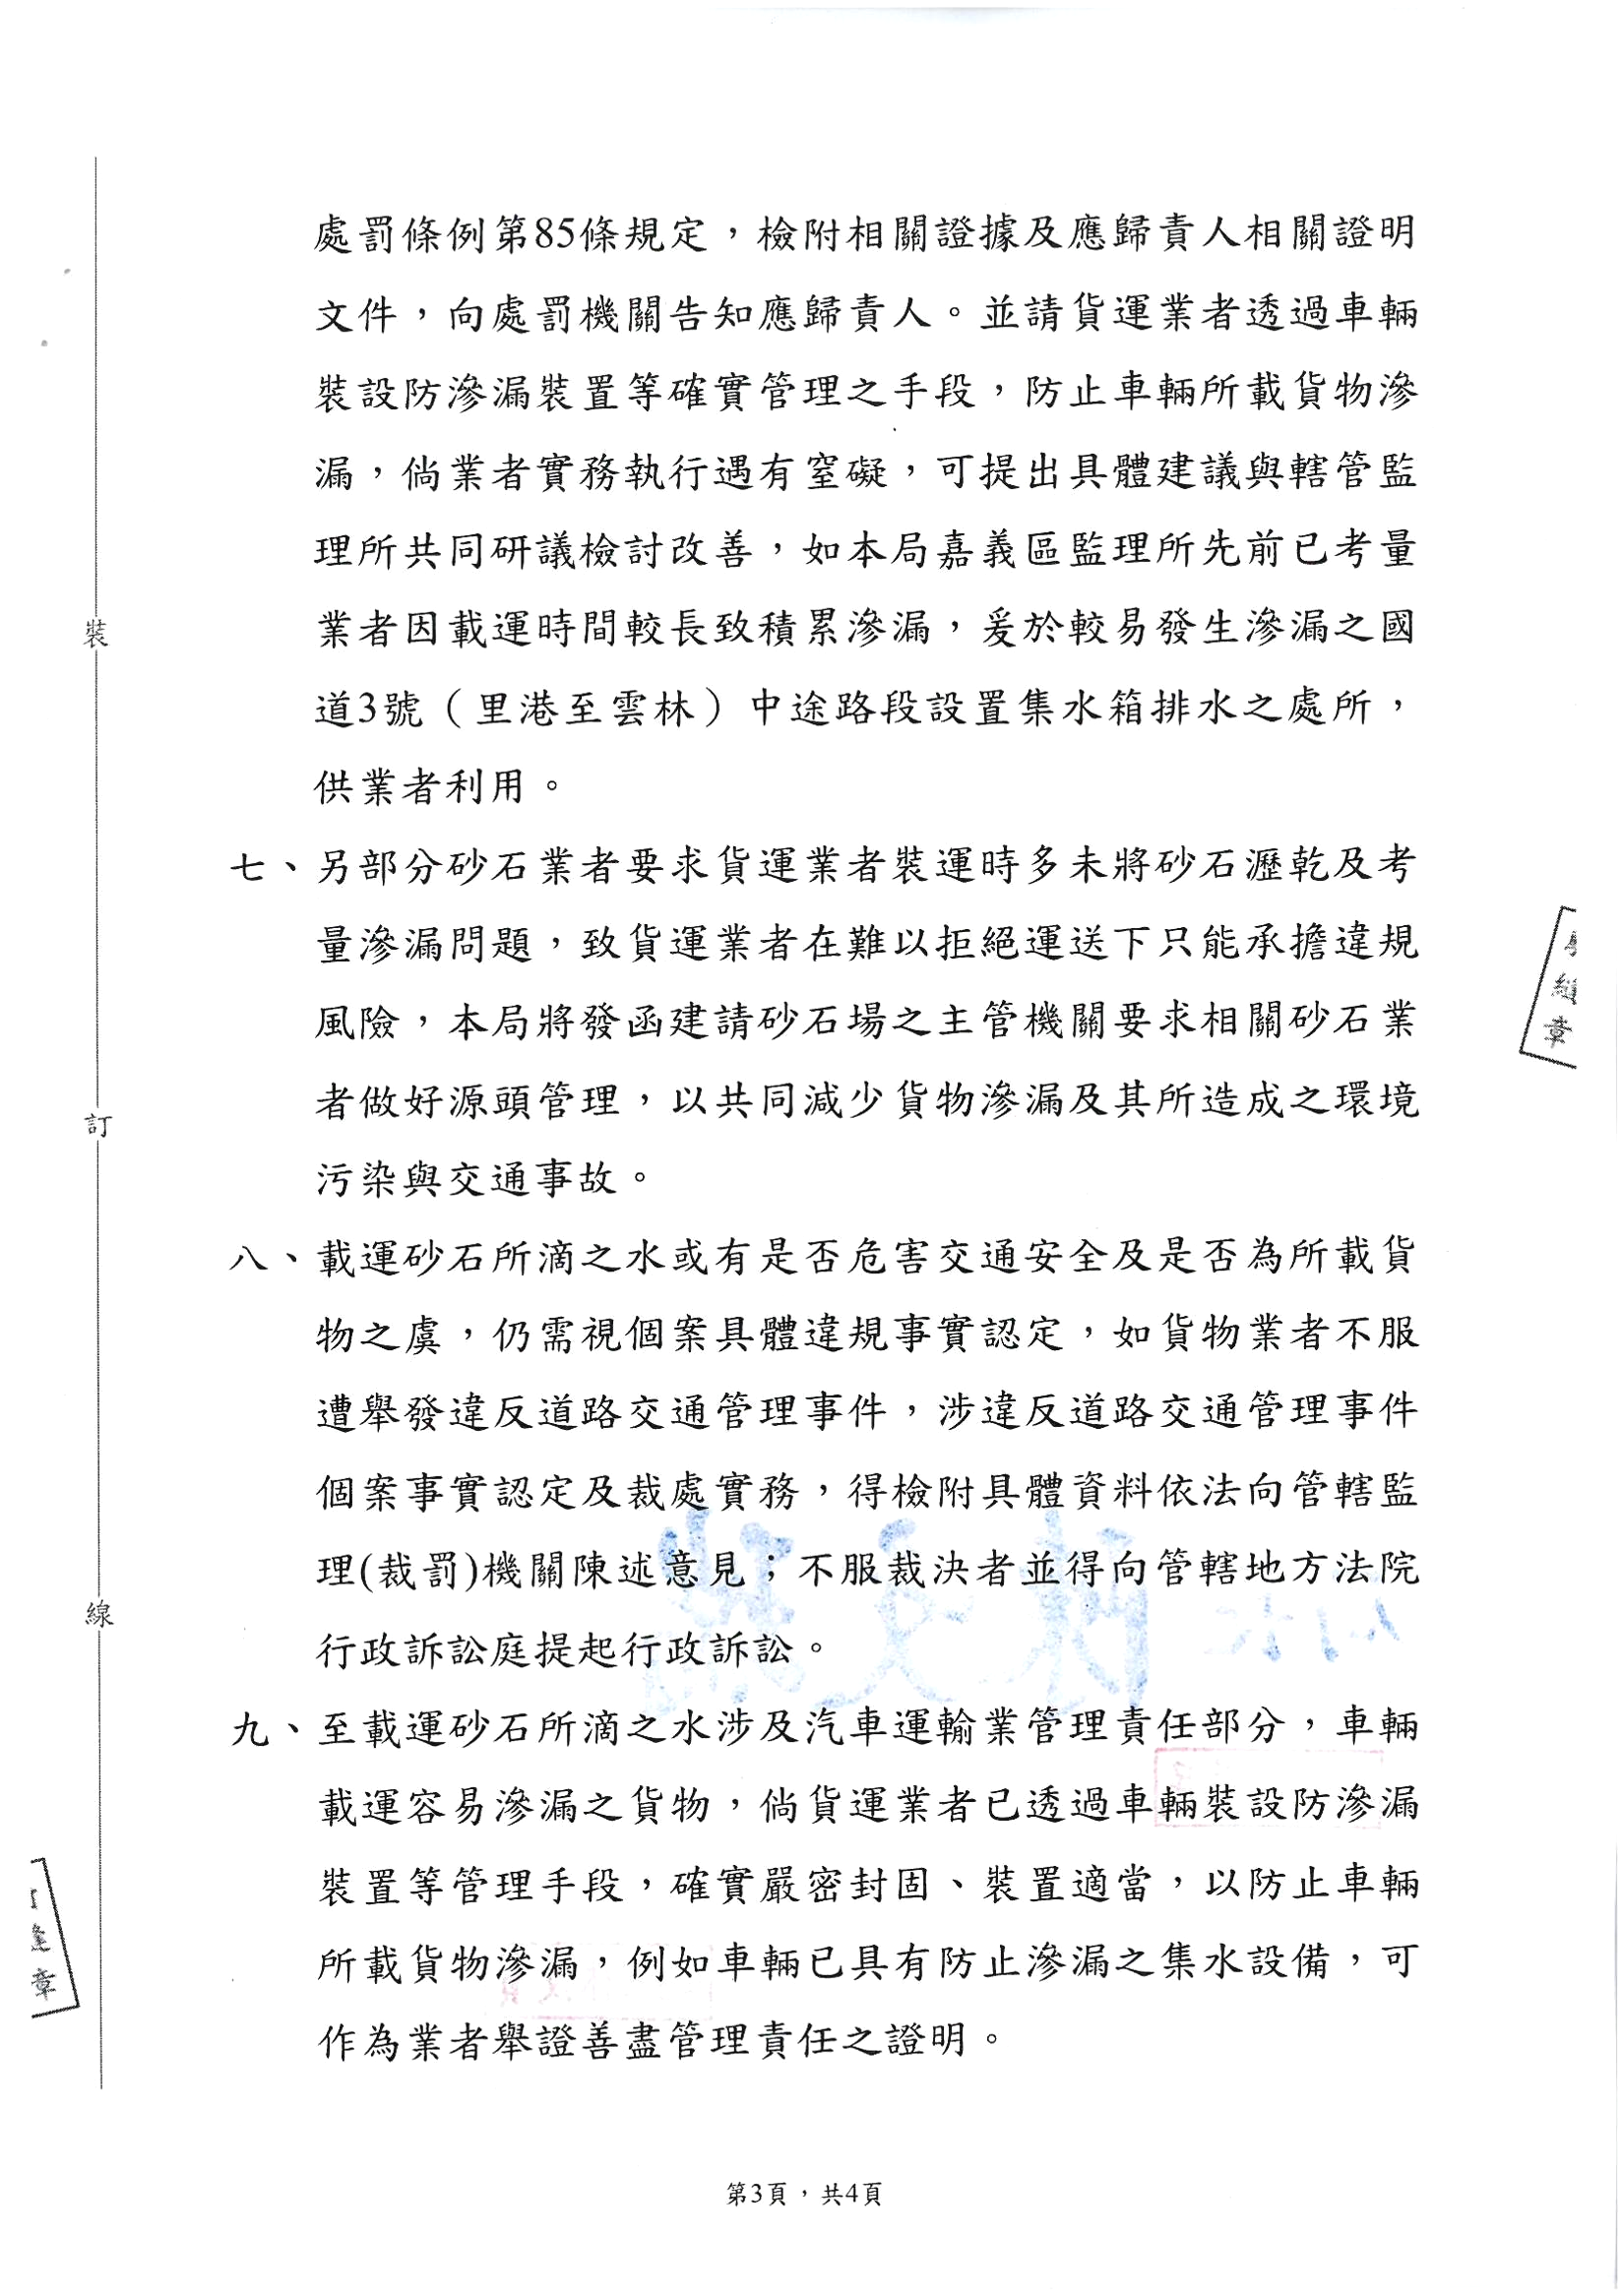 處罰條例第85條規定，檢附相關證據及應歸責人相關證明
文件，向處罰機關告知應歸責人。並請貨運業者透過車輛
裝設防滲漏裝置等確實管理之手段，防止車輛所載貨物滲
漏，倘業者實務執行遇有窒礙，可提出具體建議與轄管監
理所共同研議檢討改善，如本局嘉義區監理所先前已考量
業者因載運時間較長致積累滲漏，爰於較易發生滲漏之國
道3號（里港至雲林）中途路段設置集水箱排水之處所，
供業者利用。
七、另部分砂石業者要求貨運業者裝運時多未將砂石瀝乾及考
量滲漏問題，致貨運業者在難以拒絕運送下只能承擔違規
風險，本局將發函建請砂石場之主管機關要求相關砂石業
者做好源頭管理，以共同減少貨物滲漏及其所造成之環境
污染與交通事故。
八、載運砂石所滴之水或有是否危害交通安全及是否為所載貨
物之虞，仍需視個案具體違規事實認定，如貨物業者不服
遭舉發違反道路交通管理事件，涉違反道路交通管理事件
個案事實認定及裁處實務，得檢附具體資料依法向管轄監
理(裁罰)機關陳述意見；不服裁決者並得向管轄地方法院
行政訴訟庭提起行政訴訟。
九、至載運砂石所滴之水涉及汽車運輸業管理責任部分，車輛
載運容易滲漏之貨物，倘貨運業者已透過車輛裝設防滲漏
裝置等管理手段，確實嚴密封固、裝置適當，以防止車輛
所載貨物滲漏，例如車輛已具有防止滲漏之集水設備，可
作為業者舉證善盡管理責任之證明。
裝
訂
線
章
章
第3頁，共4頁